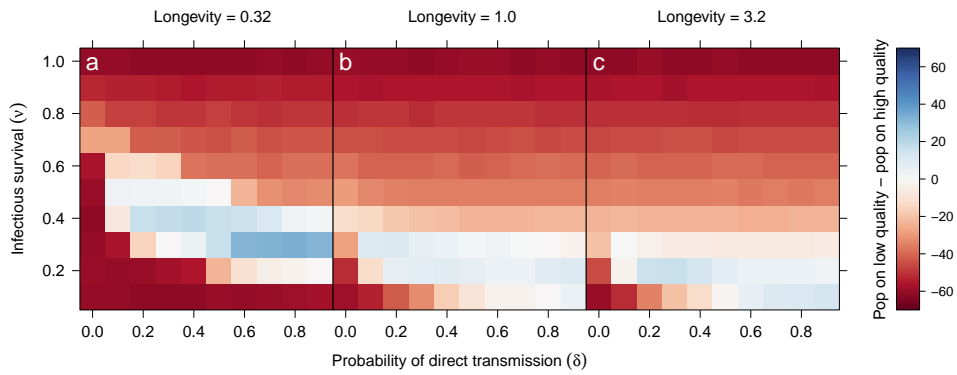 Longevity = 0.32 Longevity = 1.0 Longevity = 3.2
a b c
1.0
0.8
0.6
0.4
0.2
Infectious survival (ν)
0.0 0.2 0.4 0.6 0.8 0.0 0.2 0.4 0.6 0.8 0.0 0.2 0.4 0.6 0.8
Probability of direct transmission (δ)
Pop on low quality − pop on high quality
60
40
20
0
−20
−40
−60